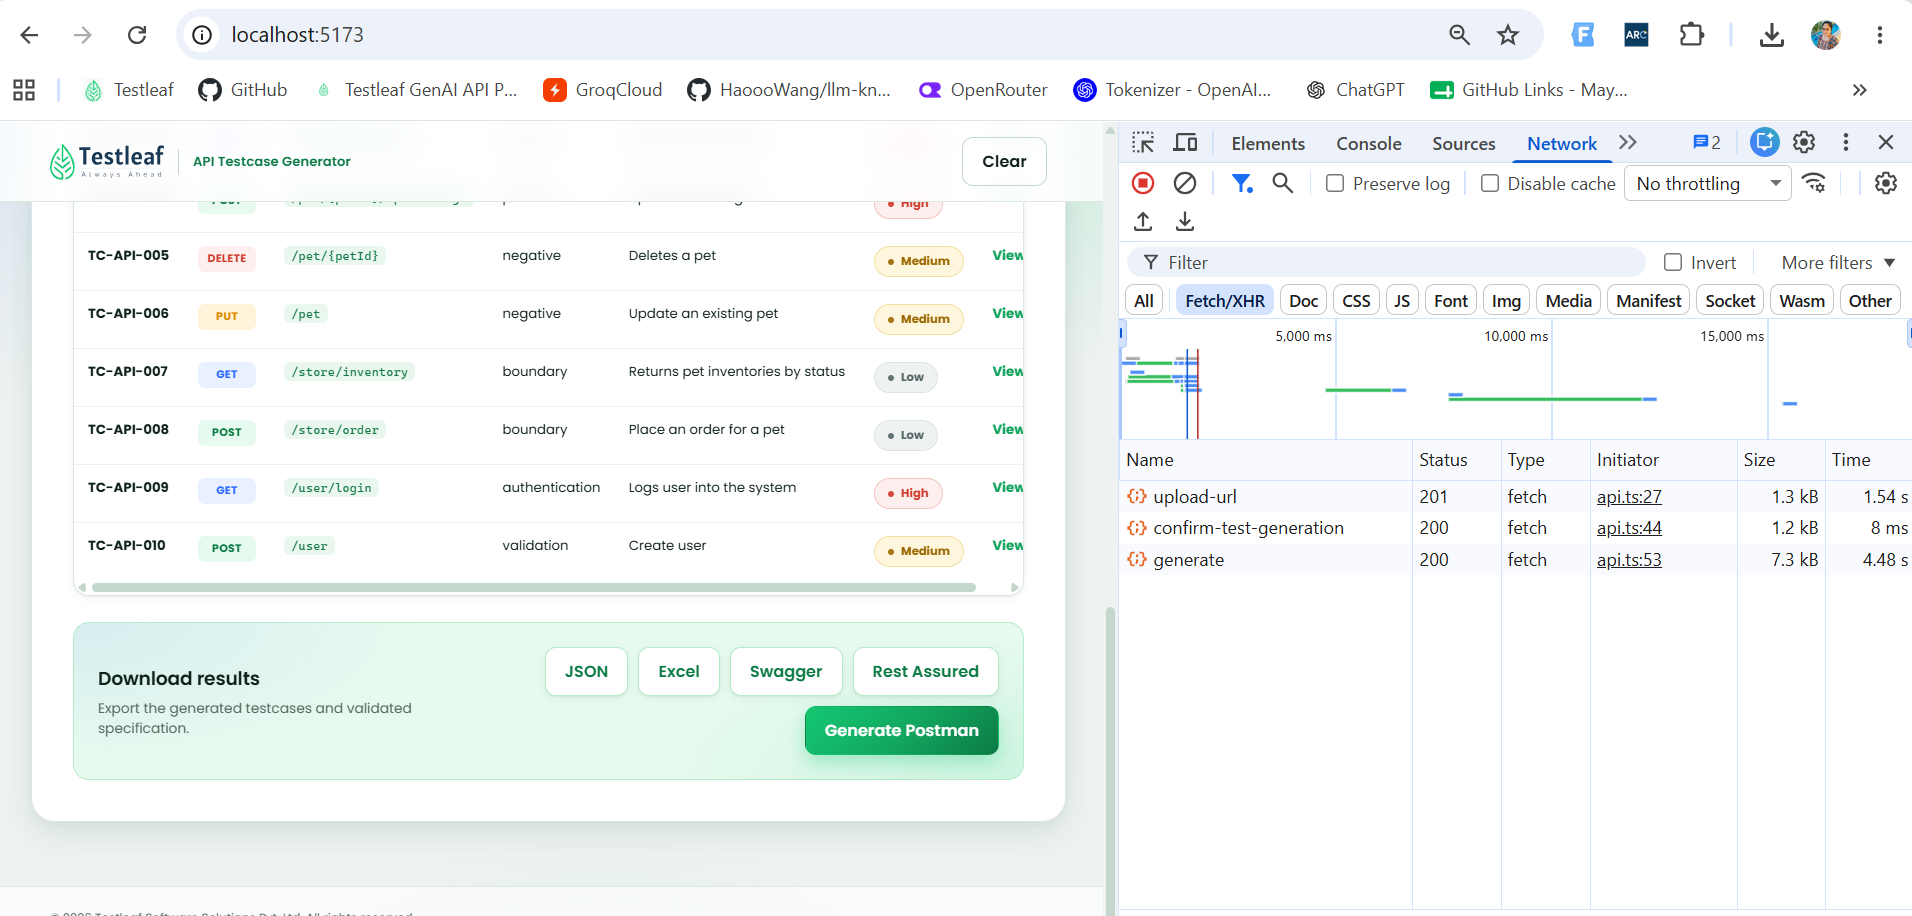 localhost:5173
Testleaf GitHub Testleaf GenAI API P... GroqCloud HaoooWang/llm-kn... OpenRouter Tokenizer - OpenAI... ChatGPT GitHub Links - May...
Testleaf
Always Ahead
API Testcase Generator
Clear
High
TC-API-005 DELETE /pet/{petId} negative Deletes a pet Medium View
TC-API-006 PUT /pet negative Update an existing pet Medium View
TC-API-007 GET /store/inventory boundary Returns pet inventories by status Low View
TC-API-008 POST /store/order boundary Place an order for a pet Low View
TC-API-009 GET /user/login authentication Logs user into the system High View
TC-API-010 POST /user validation Create user Medium View
Download results
Export the generated testcases and validated
specification.
JSON Excel Swagger Rest Assured
Generate Postman
Elements Console Sources Network 2
Preserve log Disable cache No throttling
Filter Invert More filters
All Fetch/XHR Doc CSS JS Font Img Media Manifest Socket Wasm Other
5,000 ms 10,000 ms 15,000 ms
Name Status Type Initiator Size Time
upload-url 201 fetch api.ts:27 1.3 kB 1.54 s
confirm-test-generation 200 fetch api.ts:44 1.2 kB 8 ms
generate 200 fetch api.ts:53 7.3 kB 4.48 s